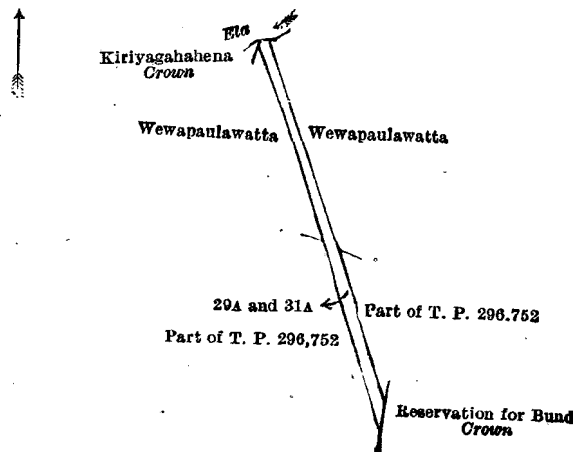 Ela
Kiriyagahahena
Crown
Wewapaulawatta
Wewapaulawatta
29A and 31A
Part of T. P. 296.752
Part of T. P. 296,752
Reservation for Bund
Crown